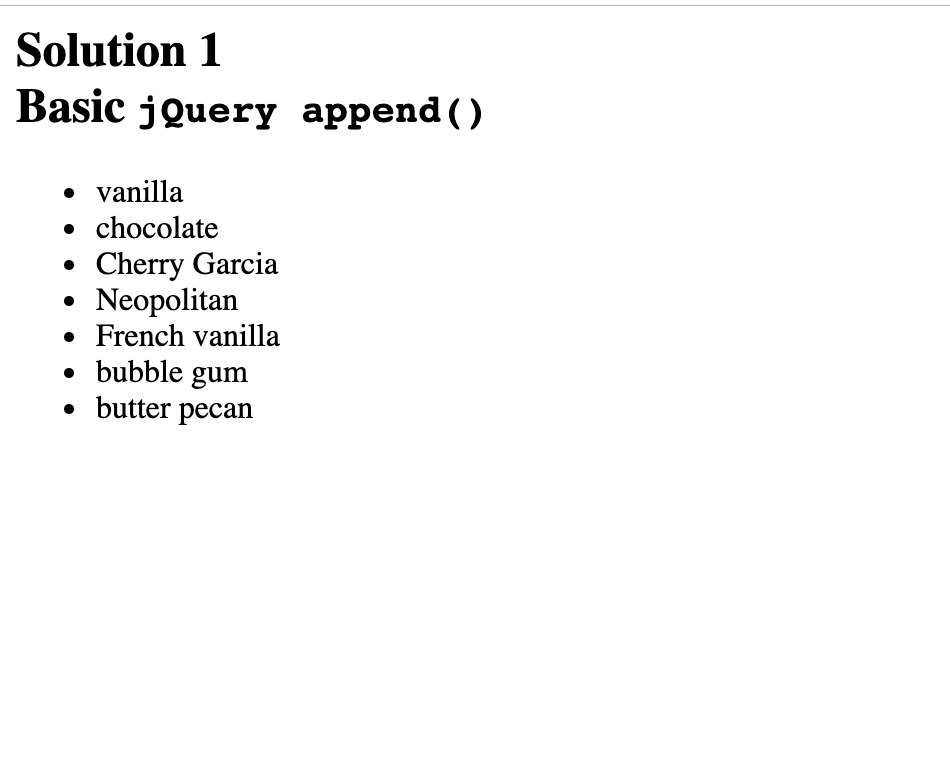 Solution 1
Basic jQuery append()
• vanilla
• chocolate
• Cherry Garcia
• Neopolitan
• French vanilla
• bubble gum
• butter pecan